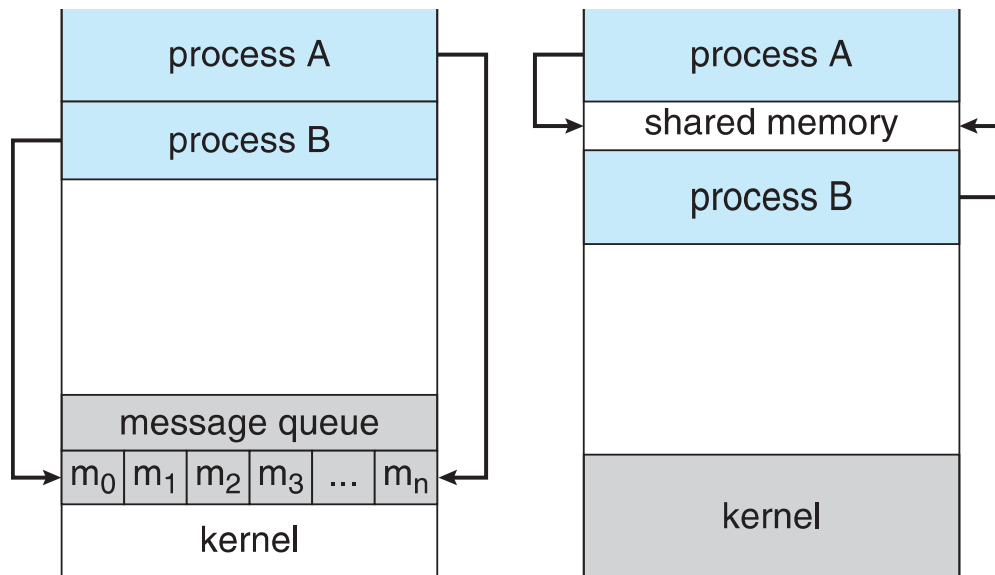 process A
process B
message queue
m0 m1 m2 m3 ... mn
kernel
process A
shared memory
process B
kernel